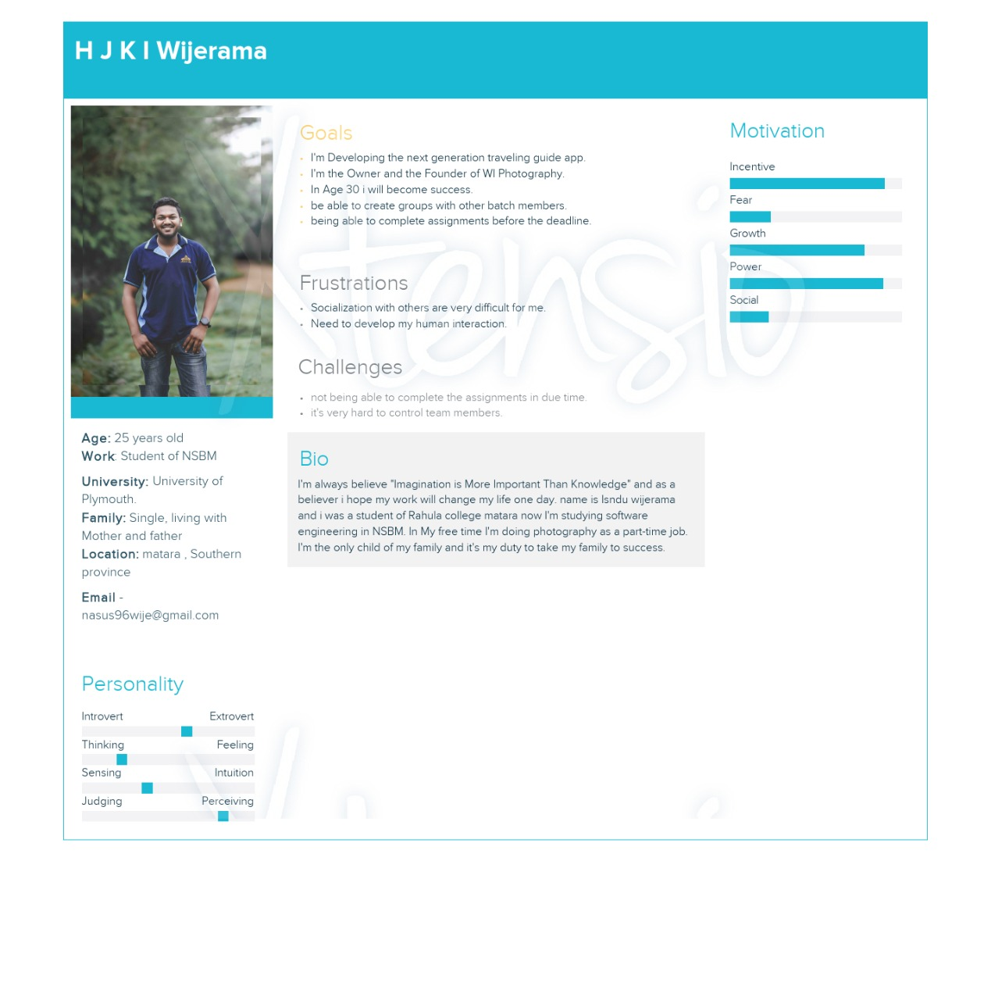 H J K I Wijerama
Goals
• I'm Developing the next generation traveling guide app.
• I'm the Owner and the Founder of WI Photography.
• In Age 30 i will become success.
• be able to create groups with other batch members.
• being able to complete assignments before the deadline.
Frustrations
• Socialization with others are very difficult for me.
• Need to develop my human interaction.
Challenges
• not being able to complete the assignments in due time.
• it's very hard to control team members.
Bio
I'm always believe "Imagination is More Important Than Knowledge" and as a
believer i hope my work will change my life one day. name is Isndu wijerama
and i was a student of Rahula college matara now I'm studying software
engineering in NSBM. In My free time I'm doing photography as a part-time job.
I'm the only child of my family and it's my duty to take my family to success.
Motivation
Incentive
Fear
Growth
Power
Social
Age: 25 years old
Work: Student of NSBM
University: University of
Plymouth.
Family: Single, living with
Mother and father
Location: matara , Southern
province
Email -
nasus96wije@gmail.com
Personality
Introvert Extrovert
Thinking Feeling
Sensing Intuition
Judging Perceiving
Xtensio